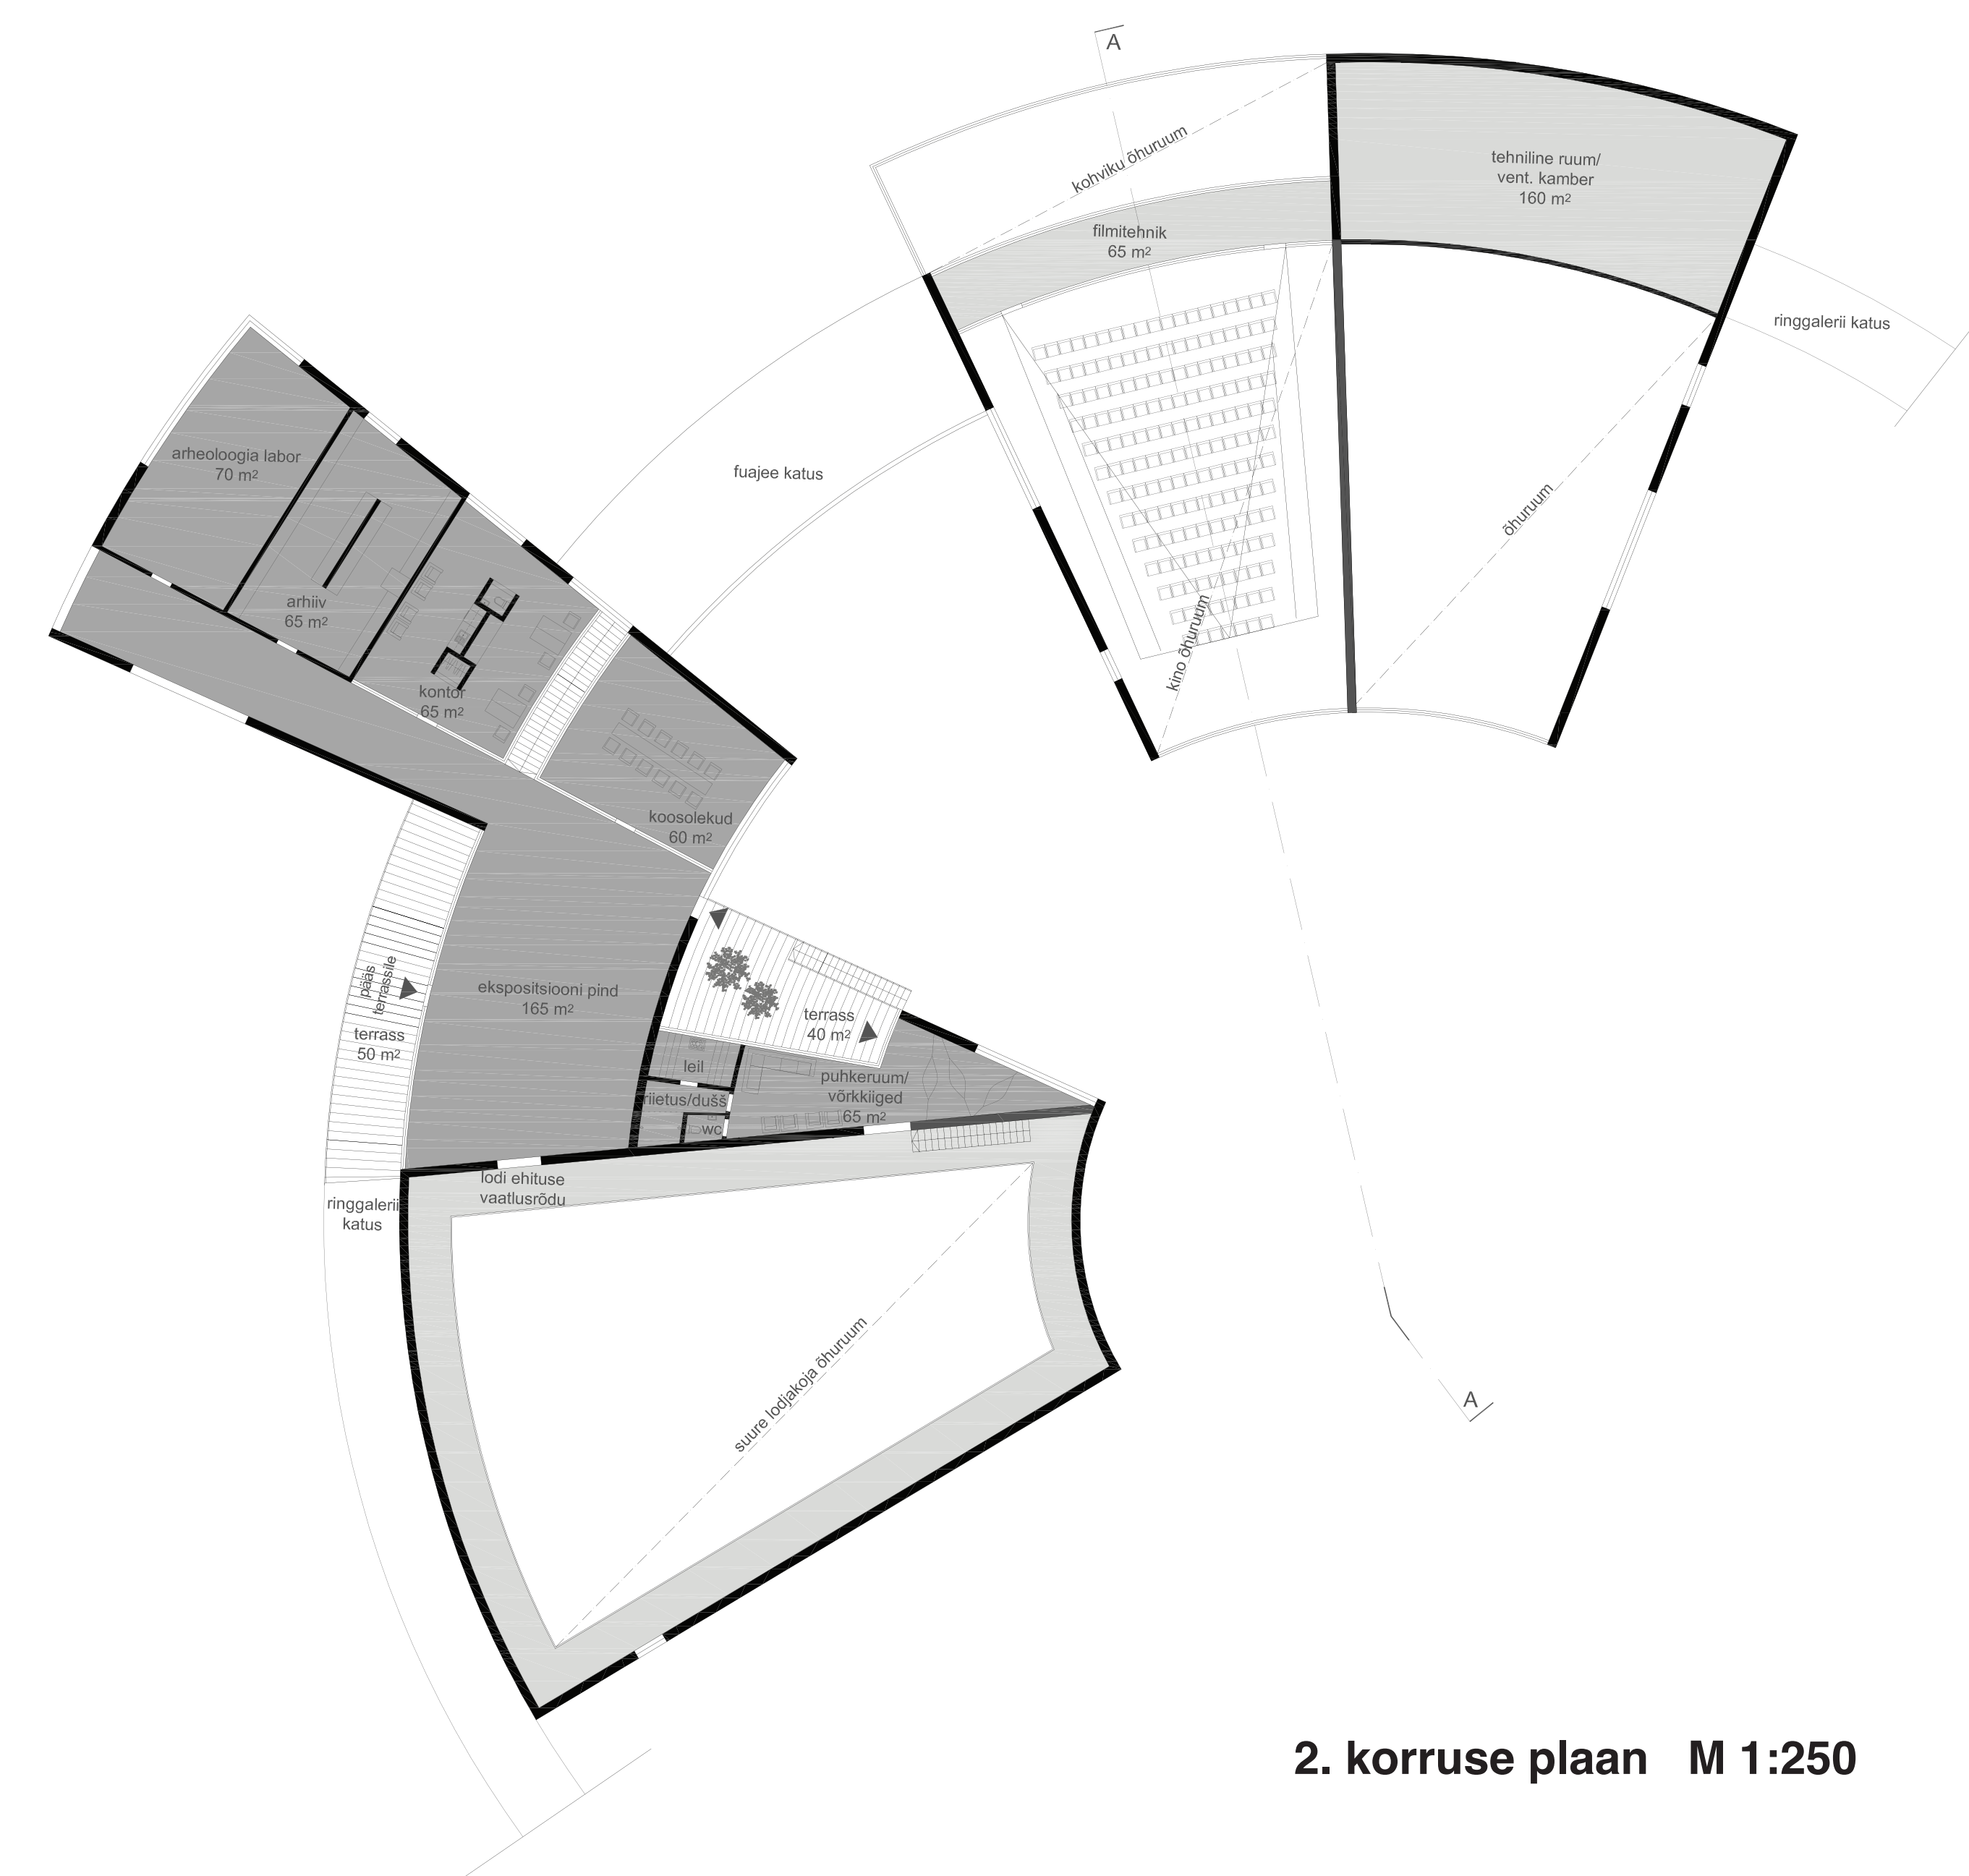 A
kohviku õhuruum
tehniline ruum/
vent. kamber
160 m²
filmitehnik
65 m²
ringgalerii katus
fuajee katus
arheoloogia labor
70 m²
õhuruum
arhiiv
65 m²
kino õhuruum
kontor
65 m²
koosolekud
60 m²
pääs
terrassile
ekspositsiooni pind
165 m²
terrass
40 m²
terrass
50 m²
leil
puhkeruum/
võrkkiiged
65 m²
riietus/dušš
wc
lodi ehituse
vaatlusrõdu
ringgalerii
katus
suure lodjakoja õhuruum
A
2. korruse plaan M 1:250